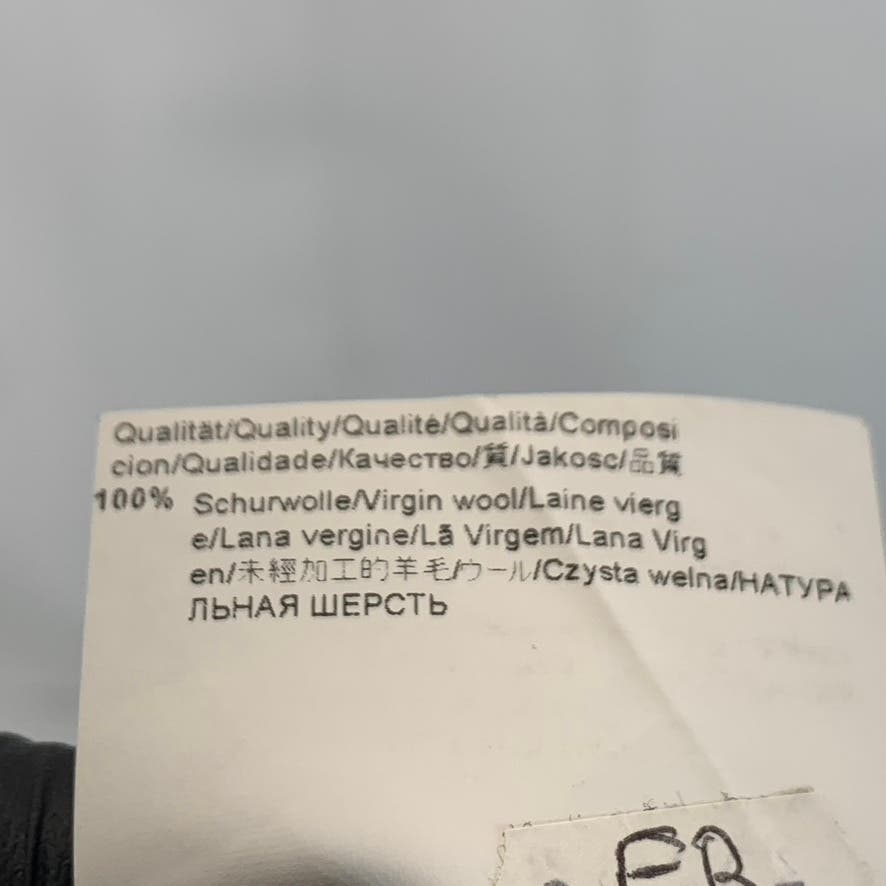 Qualität/Quality/Qualité/Qualità/Composi
cion/Qualidade/Качество/質/Jakosc/品質
100% Schurwolle/Virgin wool/Laine vierg
e/Lana vergine/Lã Virgem/Lana Virg
en/未經加工的羊毛/ウール/Czysta welna/НАТУРА
ЛЬНАЯ ШЕРСТЬ